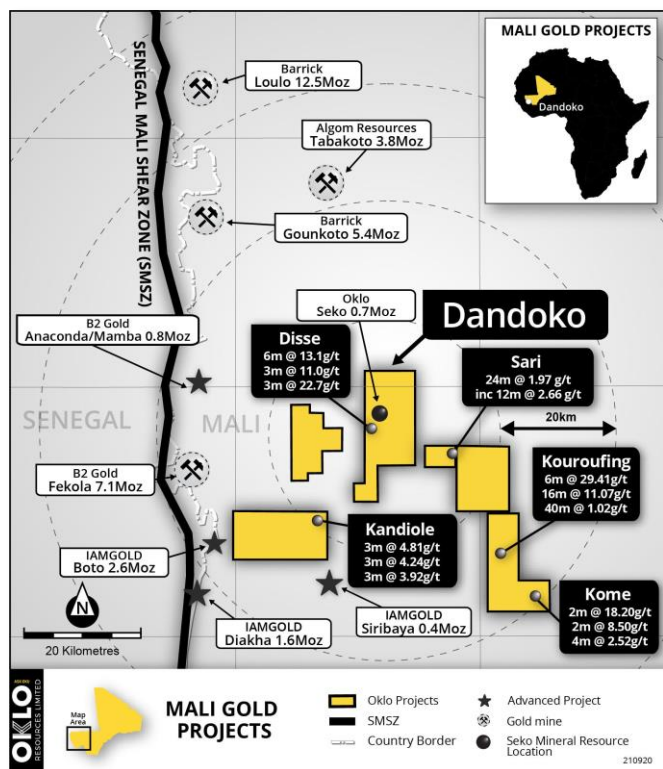 MALI GOLD PROJECTS
Dandoko
SENEGAL MALI SHEAR ZONE (SMSZ)
Barrick
Loulo 12.5Moz
Algom Resources
Tabakoto 3.8Moz
Barrick
Gounkoto 5.4Moz
Oklo
Seko 0.7Moz
Dandoko
B2 Gold
Anaconda/Mamba 0.8Moz
Disse
6m @ 13.1g/t
3m @ 11.0g/t
3m @ 22.7g/t
Sari
24m @ 1.97 g/t
inc 12m @ 2.66 g/t
SENEGAL
MALI
20km
B2 Gold
Fekola 7.1Moz
Kouroufing
6m @ 29.41g/t
16m @ 11.07g/t
40m @ 1.02g/t
Kandiole
3m @ 4.81g/t
3m @ 4.24g/t
3m @ 3.92g/t
IAMGOLD
Boto 2.6Moz
N
20 Kilometres
IAMGOLD
Diakha 1.6Moz
IAMGOLD
Siribaya 0.4Moz
Kome
2m @ 18.20g/t
2m @ 8.50g/t
4m @ 2.52g/t
OKLO
RESOURCES LIMITED
Map
Area
MALI GOLD
PROJECTS
Oklo Projects
SMSZ
Country Border
Advanced Project
Gold mine
Seko Mineral Resource
Location
210920